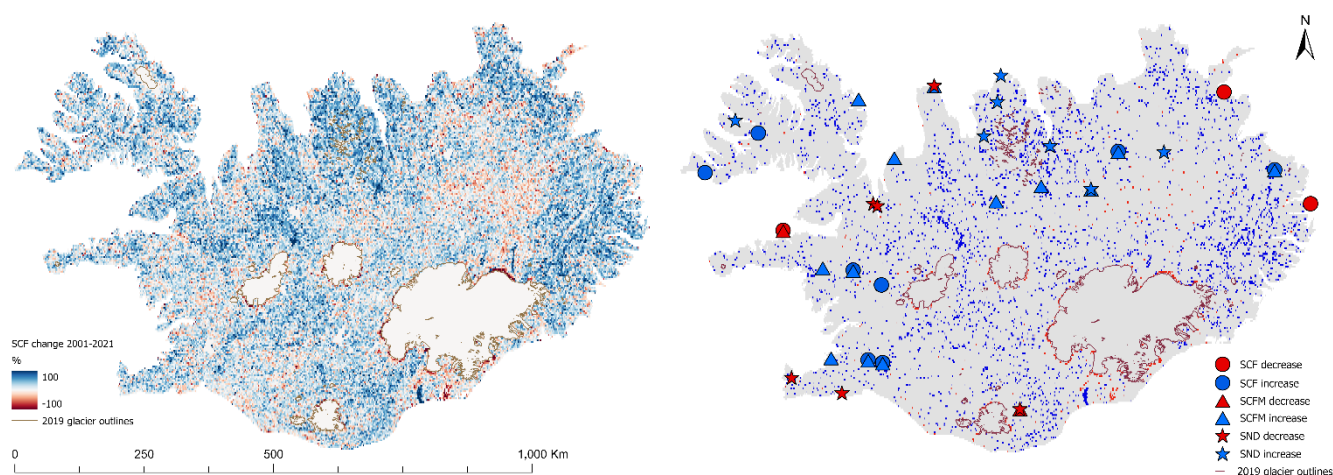 SCF change 2001-2021
%
100
-100
2019 glacier outlines
0 250 500 1,000 Km
N
SCF decrease
SCF increase
SCFM decrease
SCFM increase
SND decrease
SND increase
2019 glacier outlines